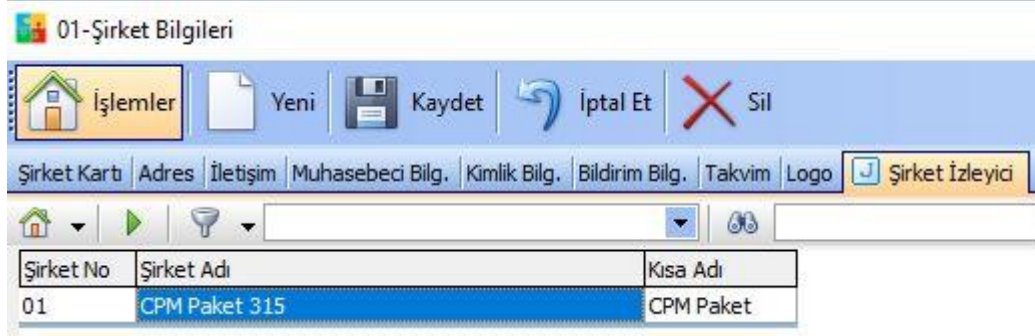 01-Şirket Bilgileri
İşlemler Yeni Kaydet İptal Et Sil
Şirket Kartı Adres İletişim Muhasebeci Bilg. Kimlik Bilg. Bildirim Bilg. Takvim Logo J Şirket İzleyici
Şirket No Şirket Adı Kısa Adı
01 CPM Paket 315 CPM Paket